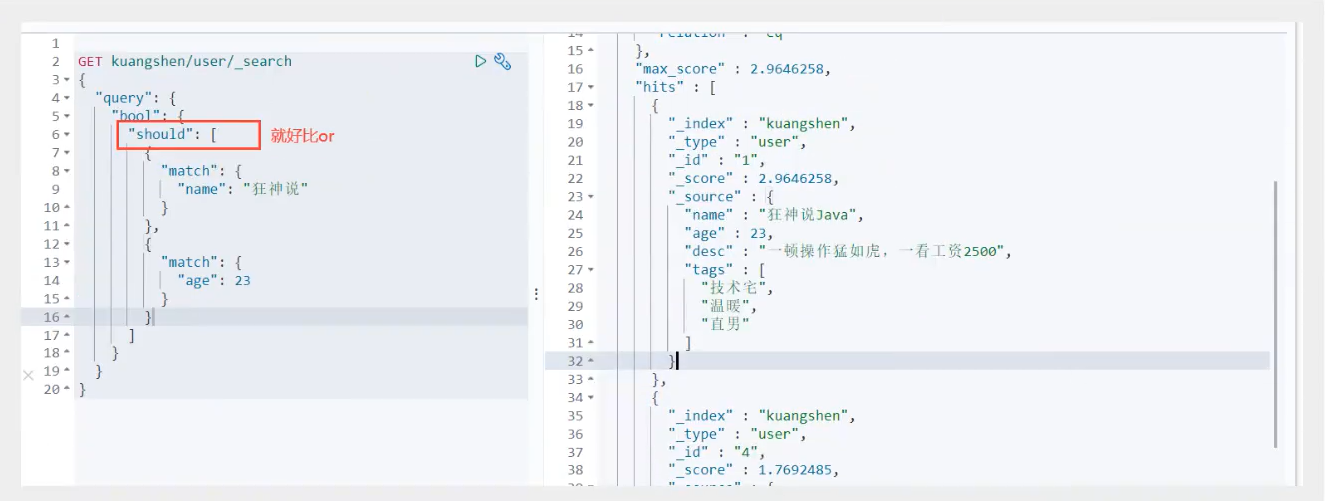 1
2 GET kuangshen/user/_search
3 {
4 "query": {
5 "bool": {
6 "should": [ 就好比or
7 {
8 "match": {
9 "name": "狂神说"
10 }
11 },
12 {
13 "match": {
14 "age": 23
15 }
16 }
17 ]
18 }
19 }
20 }
14 "relation" : "eq"
15 },
16 "max_score" : 2.9646258,
17 "hits" : [
18 {
19 "_index" : "kuangshen",
20 "_type" : "user",
21 "_id" : "1",
22 "_score" : 2.9646258,
23 "_source" : {
24 "name" : "狂神说Java",
25 "age" : 23,
26 "desc" : "一顿操作猛如虎，一看工资2500",
27 "tags" : [
28 "技术宅",
29 "温暖",
30 "直男"
31 ]
32 }
33 },
34 {
35 "_index" : "kuangshen",
36 "_type" : "user",
37 "_id" : "4",
38 "_score" : 1.7692485,
39 "_source" : {